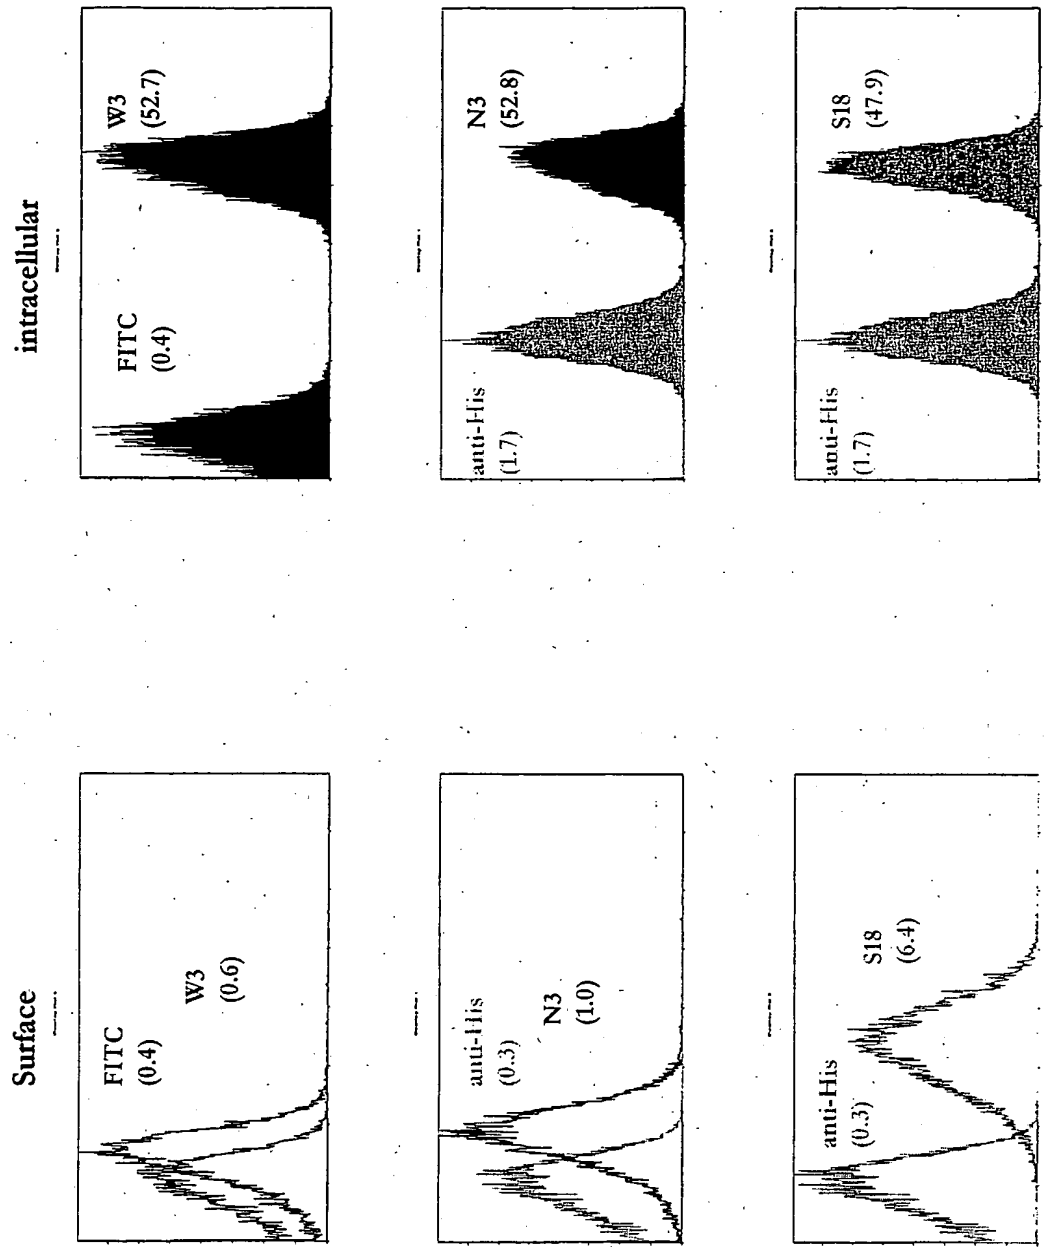 Surface
intracellular
FITC
(0.4)
W3
(0.6)
FITC
(0.4)
W3
(52.7)
anti-His
(0.3)
N3
(1.0)
anti-His
(1.7)
N3
(52.8)
anti-His
(0.3)
S18
(6.4)
anti-His
(1.7)
S18
(47.9)